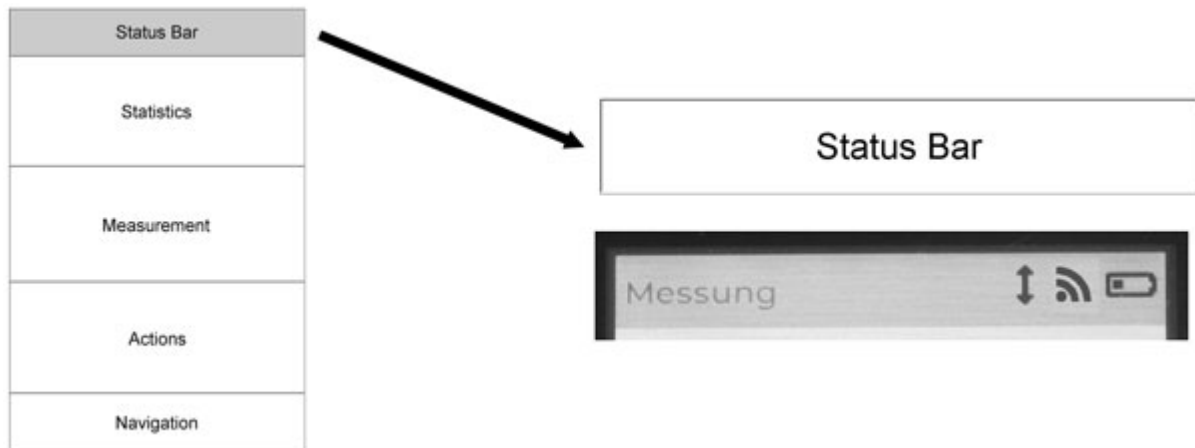 Status Bar
Statistics
Measurement
Actions
Navigation
Status Bar
Messung